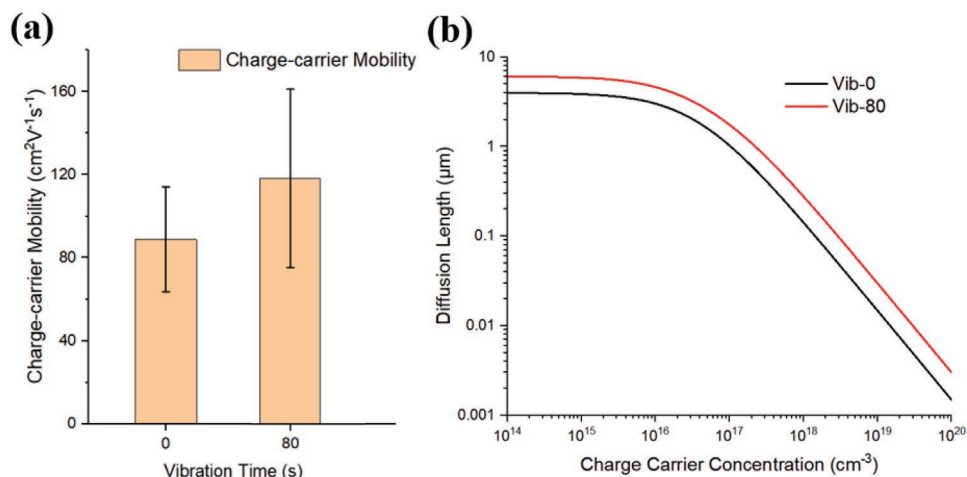 (a)
Charge-carrier Mobility
Charge-carrier Mobility (cm²V⁻¹s⁻¹)
160
120
80
40
0
0 80
Vibration Time (s)
(b)
Vib-0
Vib-80
Diffusion Length (µm)
10
1
0.1
0.01
0.001
10¹⁴ 10¹⁵ 10¹⁶ 10¹⁷ 10¹⁸ 10¹⁹ 10²⁰
Charge Carrier Concentration (cm⁻³)